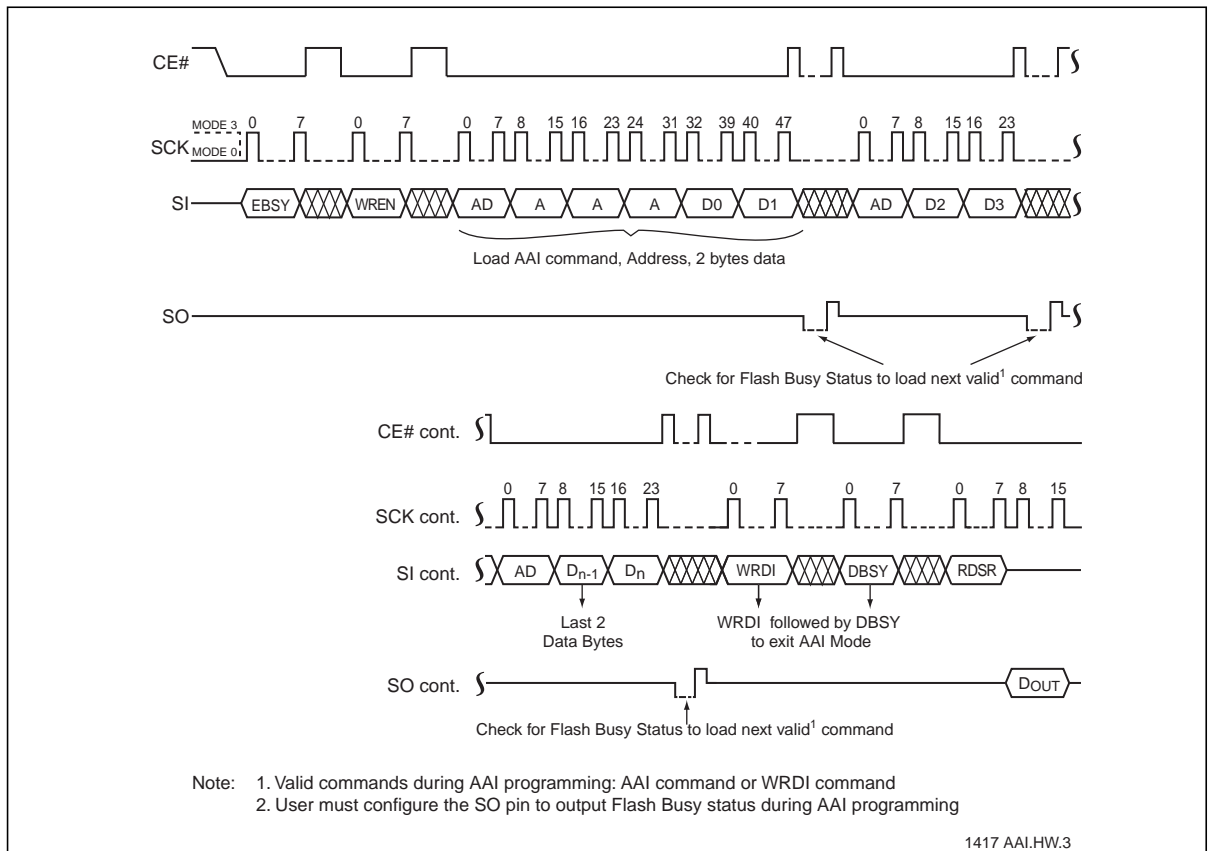 CE#
MODE 3
SCK MODE 0
0 7 0 7 0 7 8 15 16 23 24 31 32 39 40 47 0 7 8 15 16 23
SI EBSY WREN AD A A A D0 D1 AD D2 D3
Load AAI command, Address, 2 bytes data
SO
Check for Flash Busy Status to load next valid1 command
CE# cont.
0 7 8 15 16 23 0 7 0 7 0 7 8 15
SCK cont.
SI cont. AD Dn-1 Dn WRDI DBSY RDSR
Last 2
Data Bytes
WRDI followed by DBSY
to exit AAI Mode
SO cont. DOUT
Check for Flash Busy Status to load next valid1 command
Note: 1. Valid commands during AAI programming: AAI command or WRDI command
2. User must configure the SO pin to output Flash Busy status during AAI programming
1417 AAI.HW.3